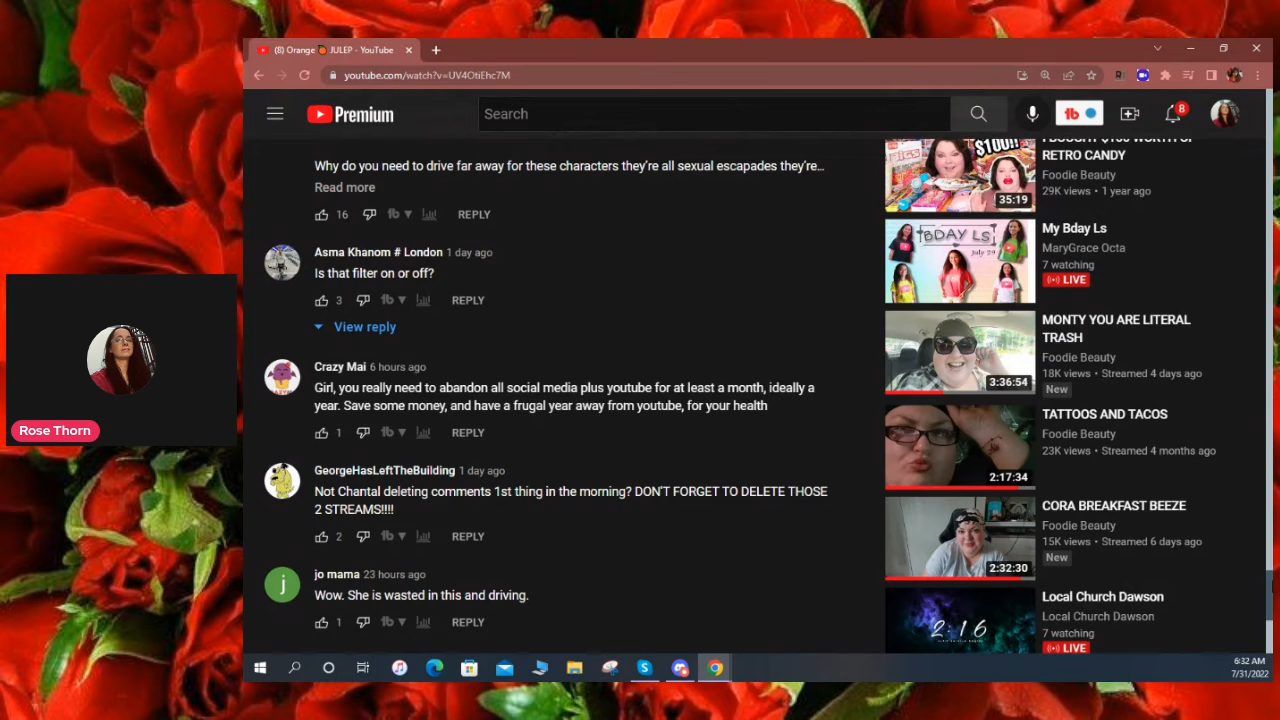 (8) Orange JULEP - YouTube
youtube.com/watch?v=UV4OtiEhc7M
Premium
Search
8
Why do you need to drive far away for these characters they're all sexual escapades they're...
Read more
16 REPLY
Asma Khanom # London 1 day ago
Is that filter on or off?
3 REPLY
View reply
Crazy Mai 6 hours ago
Girl, you really need to abandon all social media plus youtube for at least a month, ideally a
year. Save some money, and have a frugal year away from youtube, for your health
1 REPLY
GeorgeHasLeftTheBuilding 1 day ago
Not Chantal deleting comments 1st thing in the morning? DON'T FORGET TO DELETE THOSE
2 STREAMS!!!!
2 REPLY
j
jo mama 23 hours ago
Wow. She is wasted in this and driving.
1 REPLY
$100!!
35:19
RETRO CANDY
Foodie Beauty
29K views • 1 year ago
BDAY LS
July 29
My Bday Ls
MaryGrace Octa
7 watching
LIVE
3:36:54
MONTY YOU ARE LITERAL
TRASH
Foodie Beauty
18K views • Streamed 4 days ago
New
2:17:34
TATTOOS AND TACOS
Foodie Beauty
23K views • Streamed 4 months ago
2:32:30
CORA BREAKFAST BEEZE
Foodie Beauty
15K views • Streamed 6 days ago
New
2:16
Local Church Dawson
Local Church Dawson
7 watching
LIVE
Rose Thorn
6:32 AM
7/31/2022